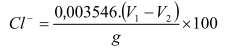 Cl⁻ = 0,003546.(V₁ – V₂) / g ×100